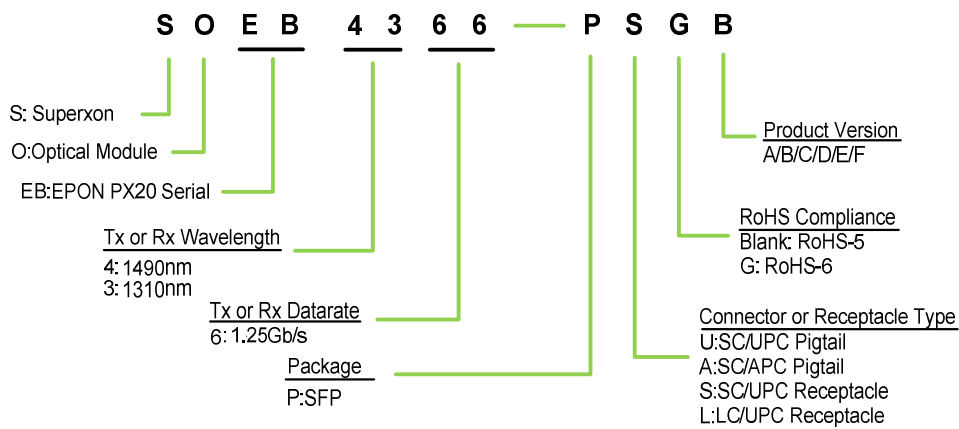 S O E B 4 3 6 6 — P S G B
S: Superxon
O:Optical Module
EB:EPON PX20 Serial
Tx or Rx Wavelength
4: 1490nm
3: 1310nm
Tx or Rx Datarate
6: 1.25Gb/s
Package
P:SFP
Product Version
A/B/C/D/E/F
RoHS Compliance
Blank: RoHS-5
G: RoHS-6
Connector or Receptacle Type
U:SC/UPC Pigtail
A:SC/APC Pigtail
S:SC/UPC Receptacle
L:LC/UPC Receptacle